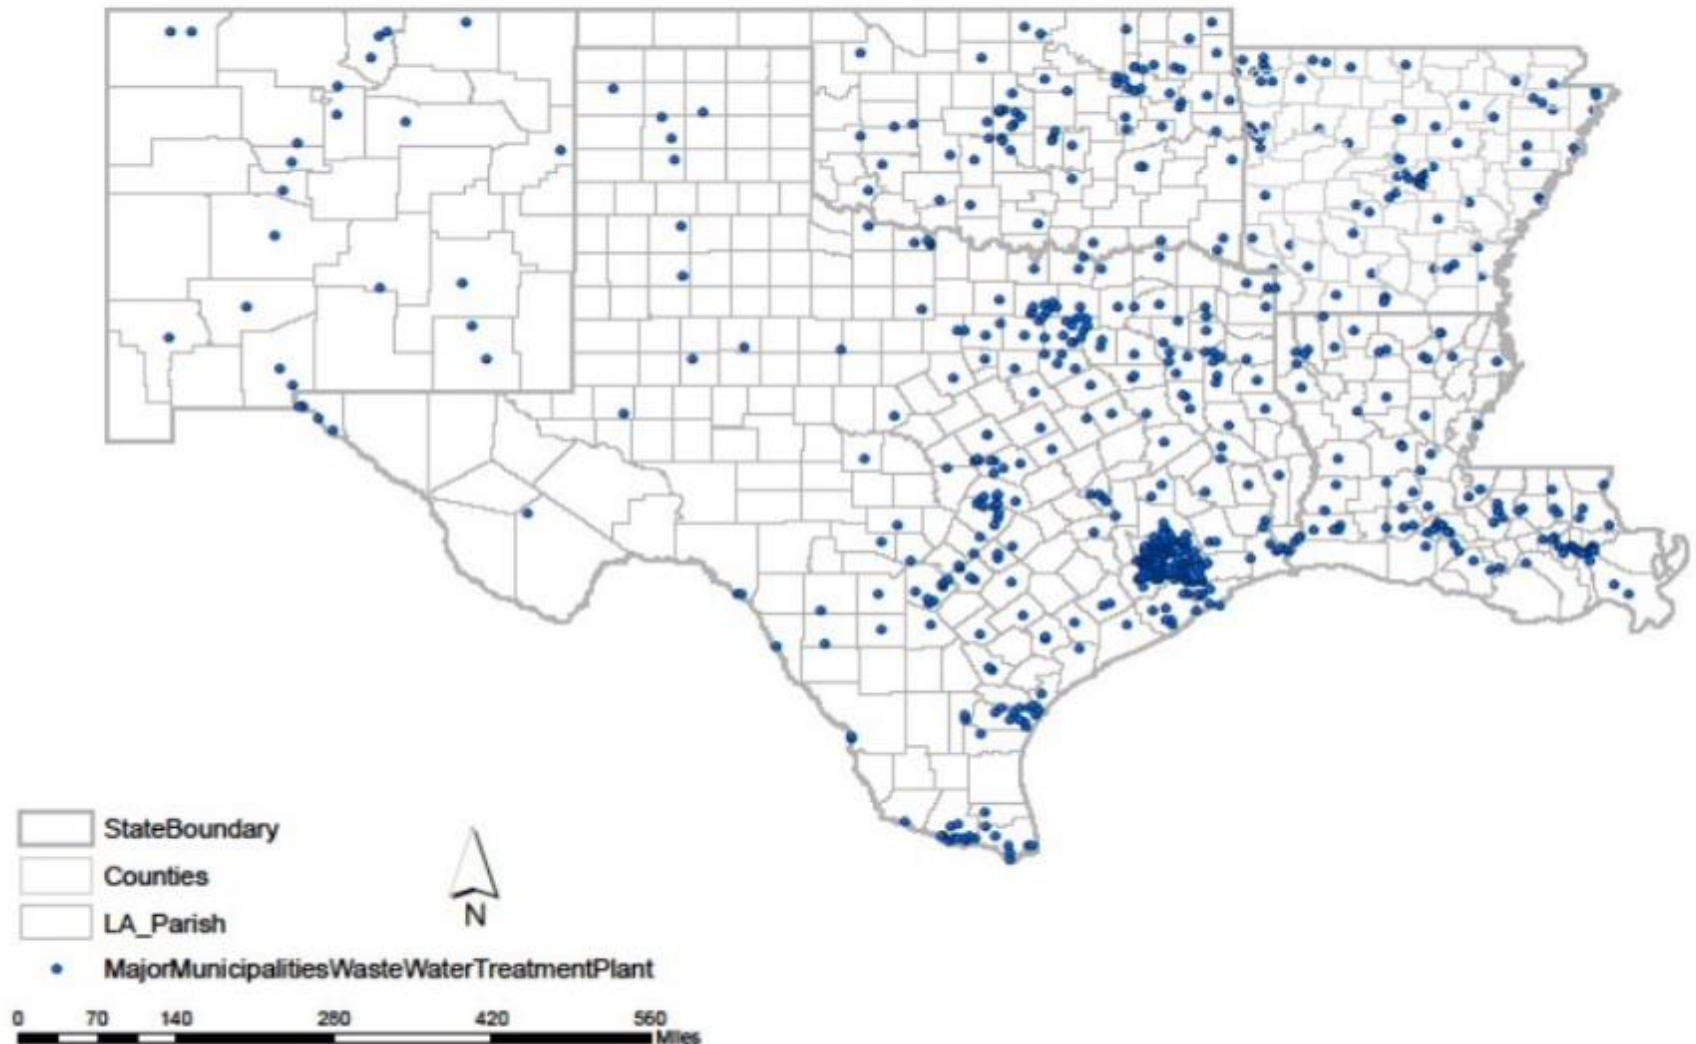 StateBoundary
Counties
N
LA_Parish
MajorMunicipalitiesWasteWaterTreatmentPlant
0 70 140 280 420 560
Miles